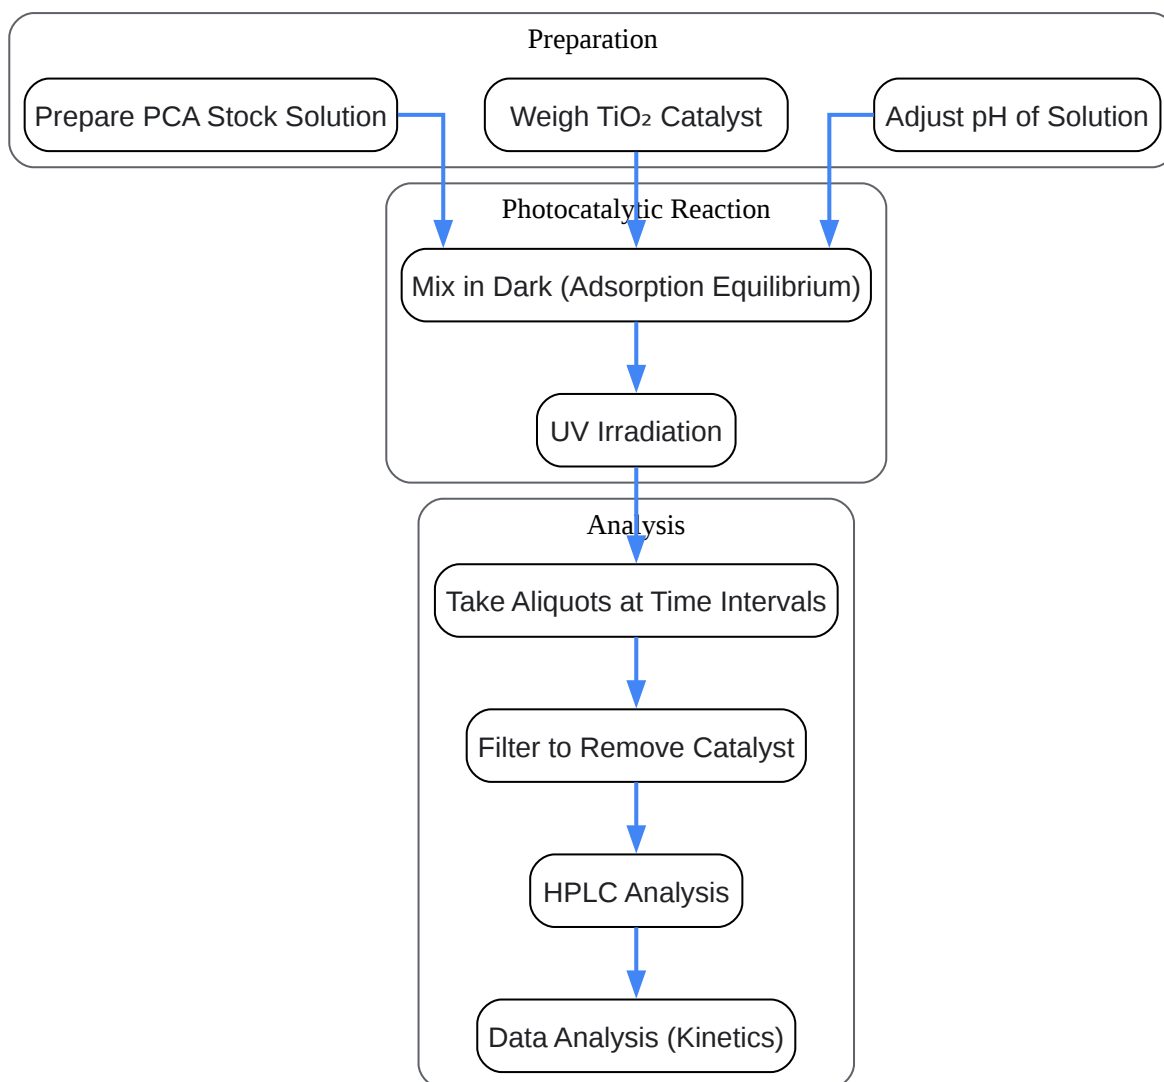 Preparation
Prepare PCA Stock Solution
Weigh TiO₂ Catalyst
Adjust pH of Solution
Photocatalytic Reaction
Mix in Dark (Adsorption Equilibrium)
UV Irradiation
Analysis
Take Aliquots at Time Intervals
Filter to Remove Catalyst
HPLC Analysis
Data Analysis (Kinetics)